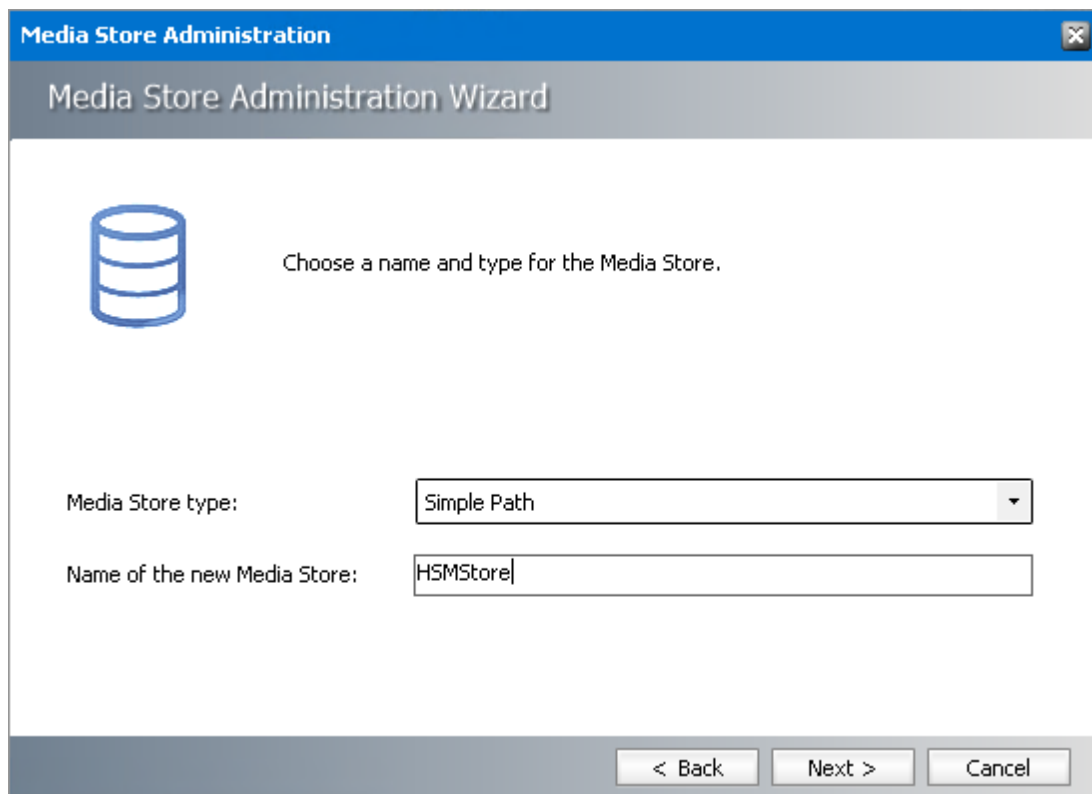 Media Store Administration
Media Store Administration Wizard
Choose a name and type for the Media Store.
Media Store type:
Simple Path
Name of the new Media Store:
HSMStore
< Back
Next >
Cancel